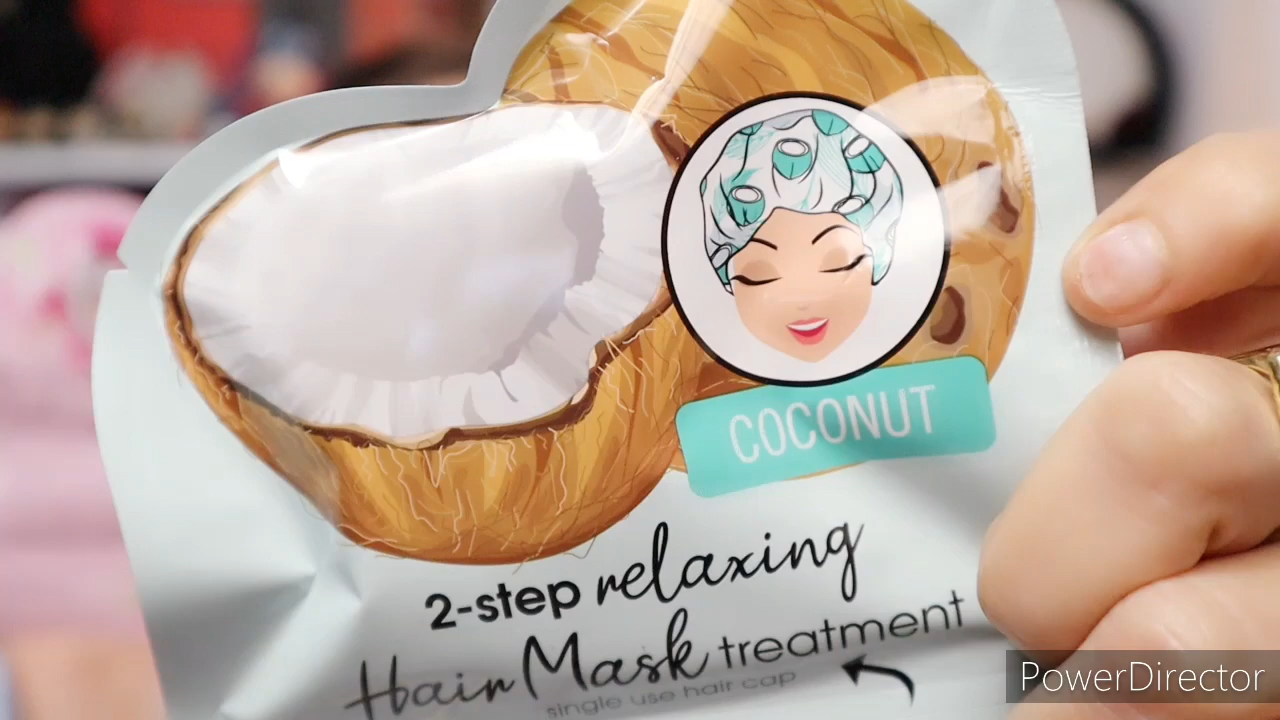 COCONUT
2-step relaxing
Hair Mask treatment
single use hair cap
PowerDirector